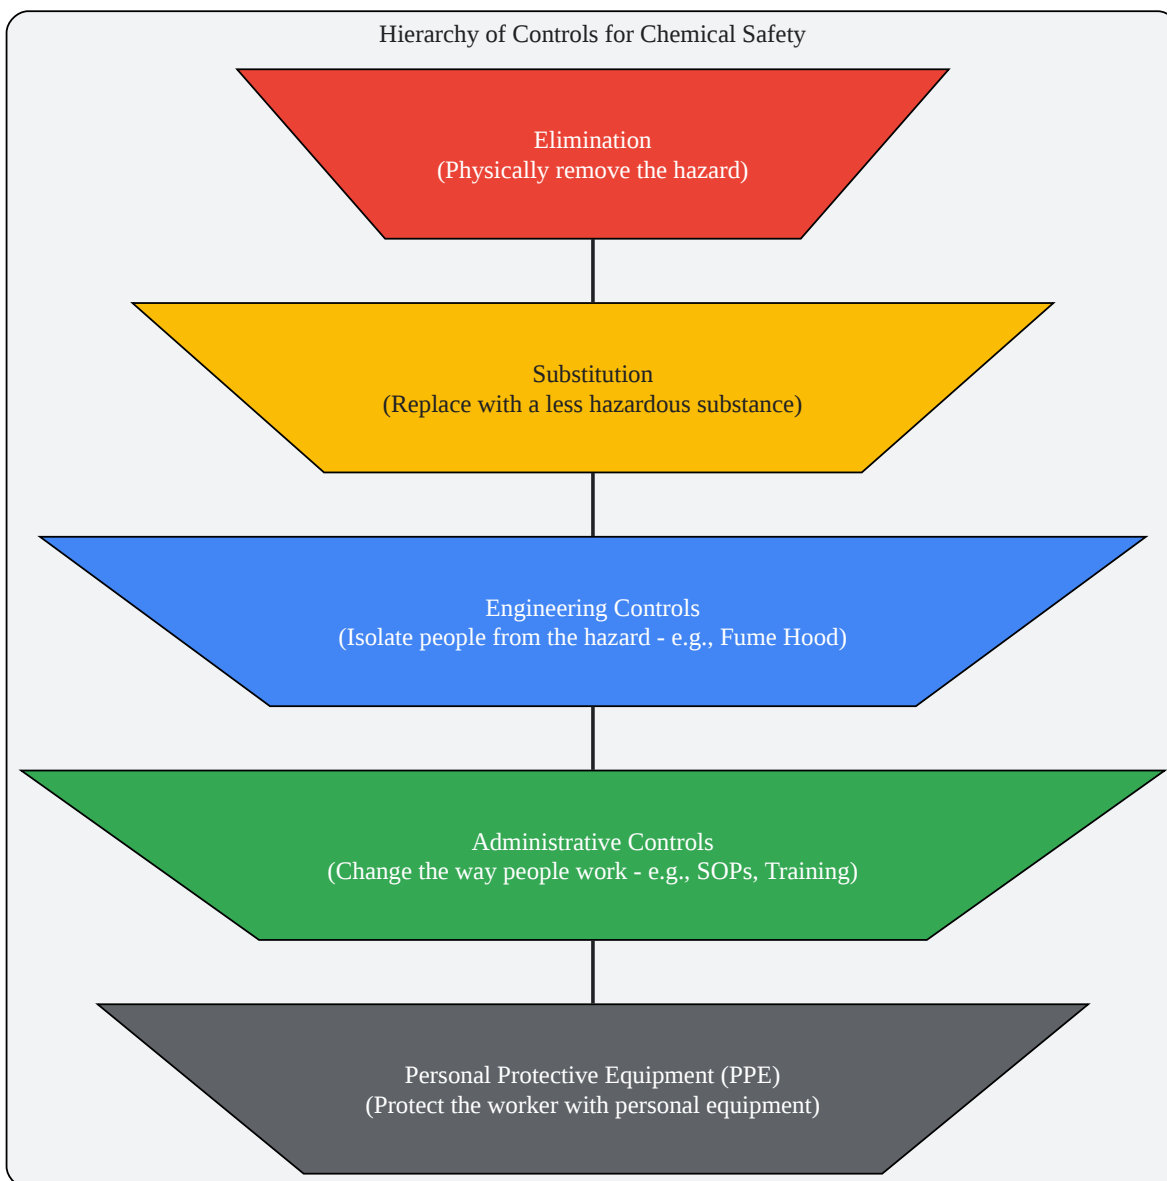 Hierarchy of Controls for Chemical Safety
Elimination
(Physically remove the hazard)
Substitution
(Replace with a less hazardous substance)
Engineering Controls
(Isolate people from the hazard - e.g., Fume Hood)
Administrative Controls
(Change the way people work - e.g., SOPs, Training)
Personal Protective Equipment (PPE)
(Protect the worker with personal equipment)